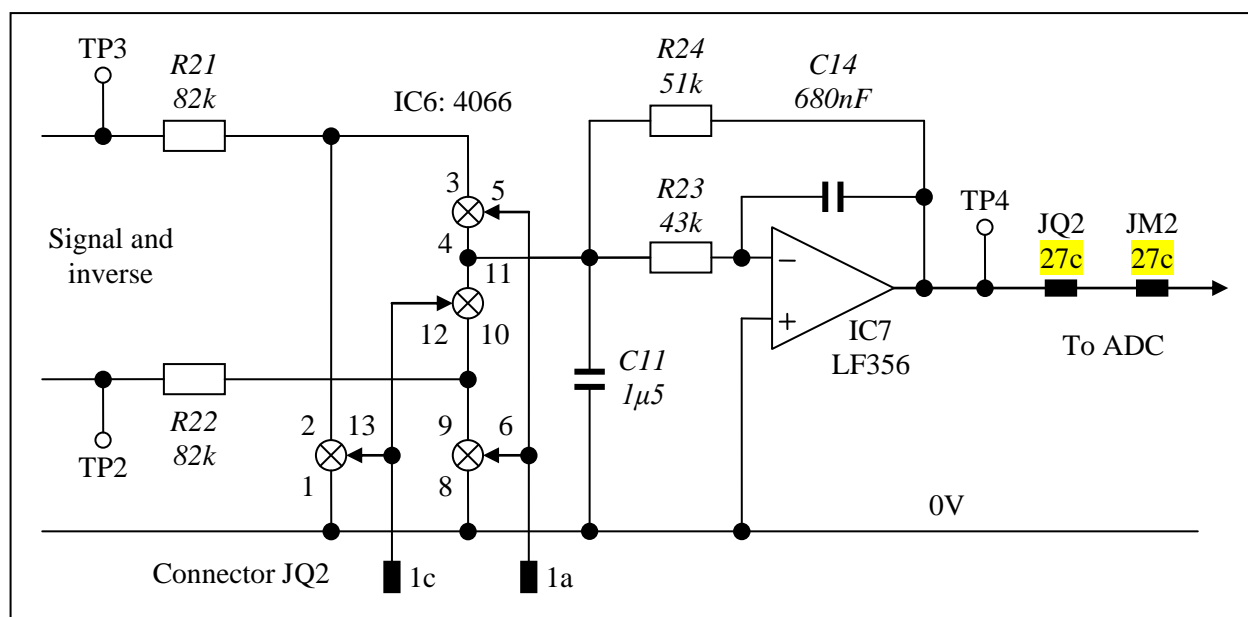 TP3
R21
82k
IC6: 4066
R24
51k
C14
680nF
3
5
Signal and
inverse
4
11
R23
43k
−
+
TP4
JQ2
27c
JM2
27c
12
10
IC7
LF356
To ADC
C11
1µ5
R22
82k
TP2
2
13
1
9
6
8
0V
Connector JQ2
1c
1a